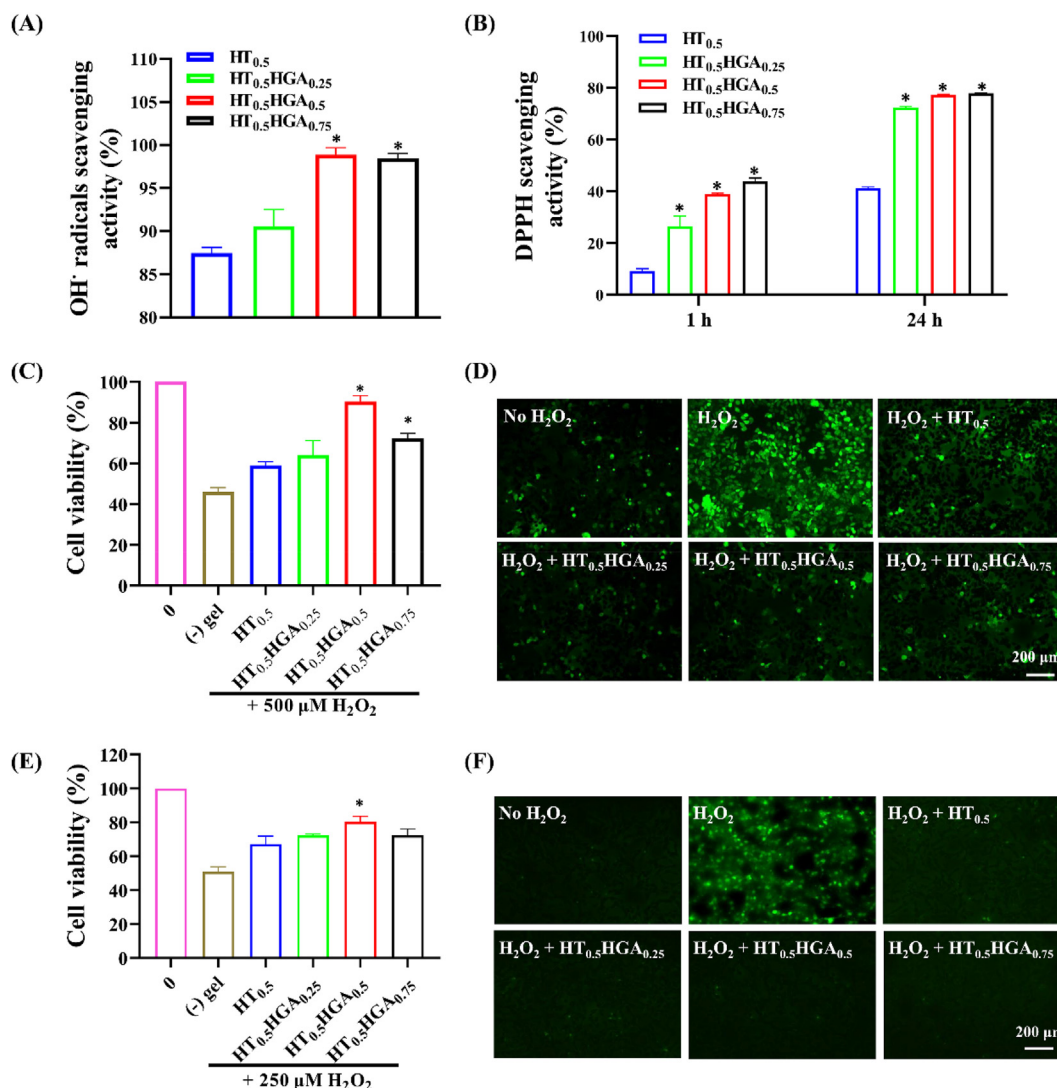 (A)
HT0.5
HT0.5HGA0.25
HT0.5HGA0.5
HT0.5HGA0.75
OH· radicals scavenging
activity (%)
110
105
100
95
90
85
80
* *
(B)
HT0.5
HT0.5HGA0.25
HT0.5HGA0.5
HT0.5HGA0.75
DPPH scavenging
activity (%)
100
80
60
40
20
0
* * *
* * *
1 h 24 h
(C)
Cell viability (%)
100
80
60
40
20
0
* *
0
(-) gel
HT0.5
HT0.5HGA0.25
HT0.5HGA0.5
HT0.5HGA0.75
+ 500 μM H2O2
(D)
No H2O2
H2O2
H2O2 + HT0.5
H2O2 + HT0.5HGA0.25
H2O2 + HT0.5HGA0.5
H2O2 + HT0.5HGA0.75
200 μm
(E)
Cell viability (%)
120
100
80
60
40
20
0
*
0
(-) gel
HT0.5
HT0.5HGA0.25
HT0.5HGA0.5
HT0.5HGA0.75
+ 250 μM H2O2
(F)
No H2O2
H2O2
H2O2 + HT0.5
H2O2 + HT0.5HGA0.25
H2O2 + HT0.5HGA0.5
H2O2 + HT0.5HGA0.75
200 μm